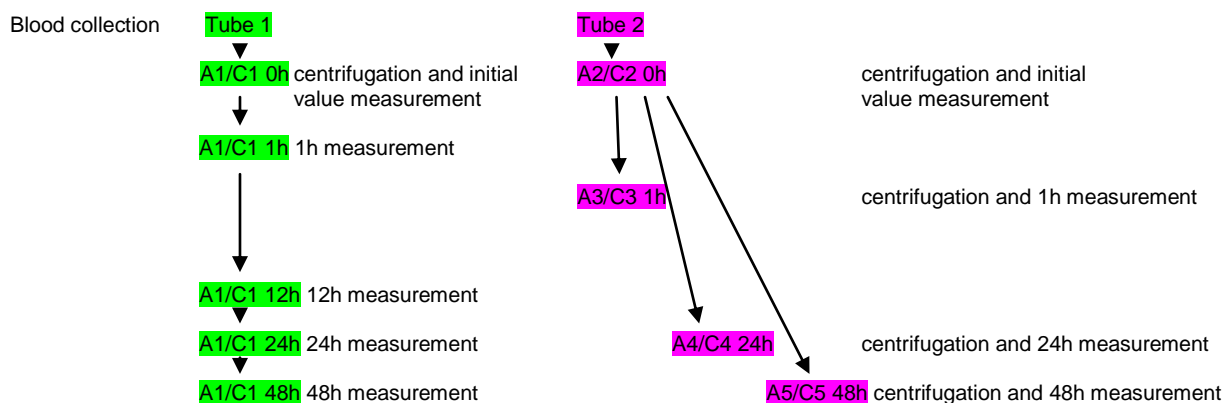 Blood collection Tube 1 Tube 2
A1/C1 0h centrifugation and initial A2/C2 0h centrifugation and initial
value measurement value measurement
A1/C1 1h 1h measurement
A3/C3 1h centrifugation and 1h measurement
A1/C1 12h 12h measurement
A1/C1 24h 24h measurement A4/C4 24h centrifugation and 24h measurement
A1/C1 48h 48h measurement A5/C5 48h centrifugation and 48h measurement